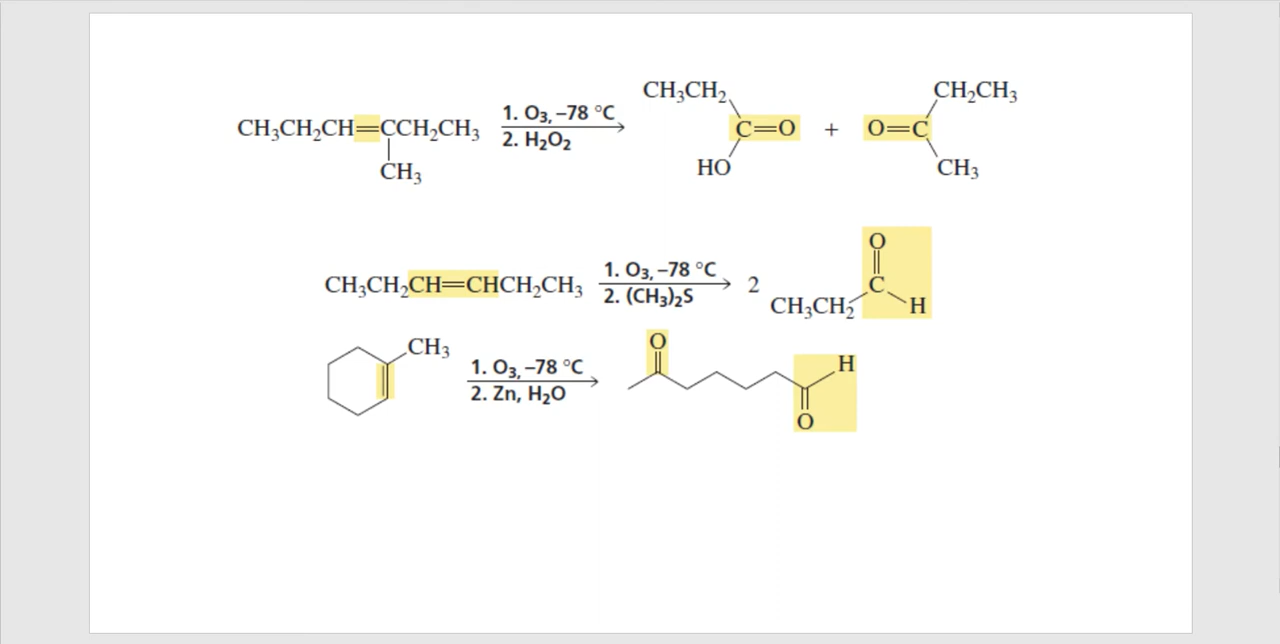 CH₃CH₂CH=CCH₂CH₃
CH₃
1. O₃, –78 °C
2. H₂O₂
CH₃CH₂
C=O
HO
+
O=C
CH₂CH₃
CH₃
CH₃CH₂CH=CHCH₂CH₃
1. O₃, –78 °C
2. (CH₃)₂S
2
CH₃CH₂
O
C
H
CH₃
1. O₃, –78 °C
2. Zn, H₂O
O
H
O